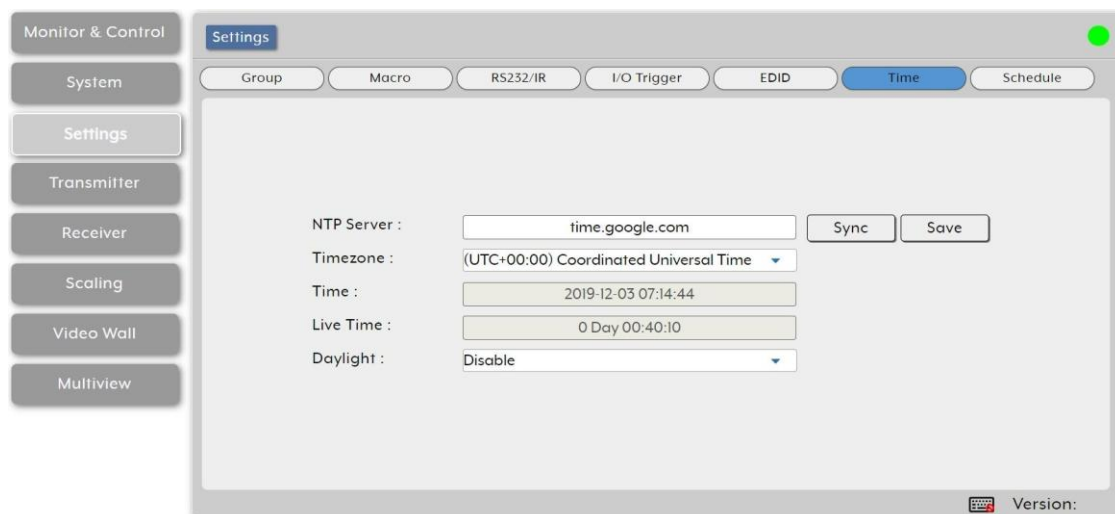 Monitor & Control
System
Settings
Transmitter
Receiver
Scaling
Video Wall
Multiview
Settings
Group Macro RS232/IR I/O Trigger EDID Time Schedule
NTP Server : time.google.com Sync Save
Timezone : (UTC+00:00) Coordinated Universal Time
Time : 2019-12-03 07:14:44
Live Time : 0 Day 00:40:10
Daylight : Disable
Version: